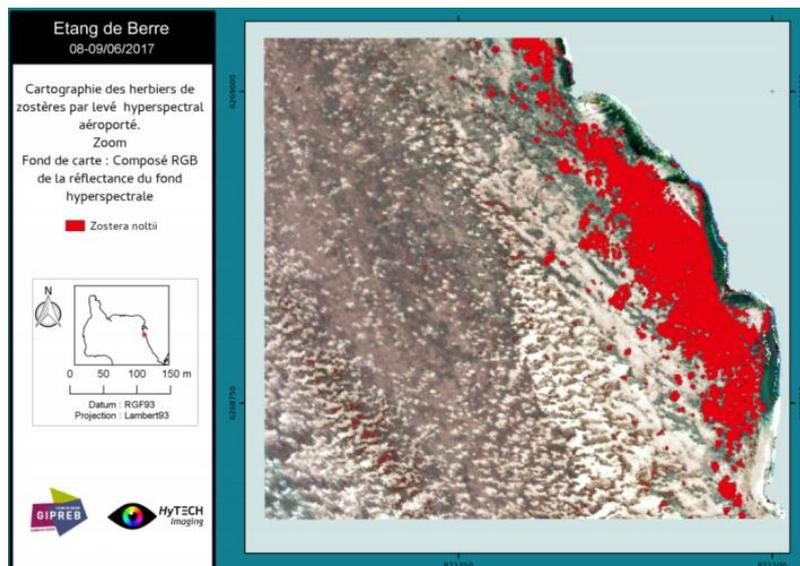 Etang de Berre
08-09/06/2017
Cartographie des herbiers de
zostères par levé hyperspectral
aéroporté.
Zoom
Fond de carte : Composé RGB
de la réflectance du fond
hyperspectrale
Zostera noltii
N
0 50 100 150 m
Datum : RGF93
Projection : Lambert93
GIPREB
HyTECH
Imaging
6269000
6268750